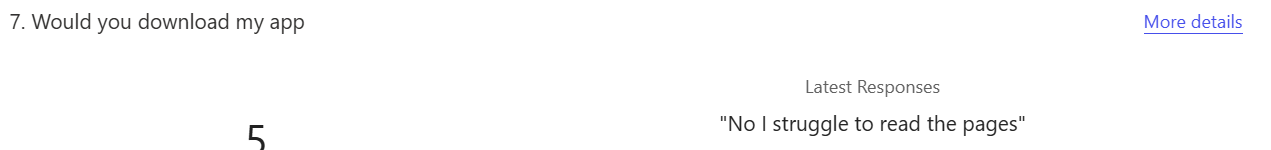 7. Would you download my app
More details
Latest Responses
5
"No I struggle to read the pages"